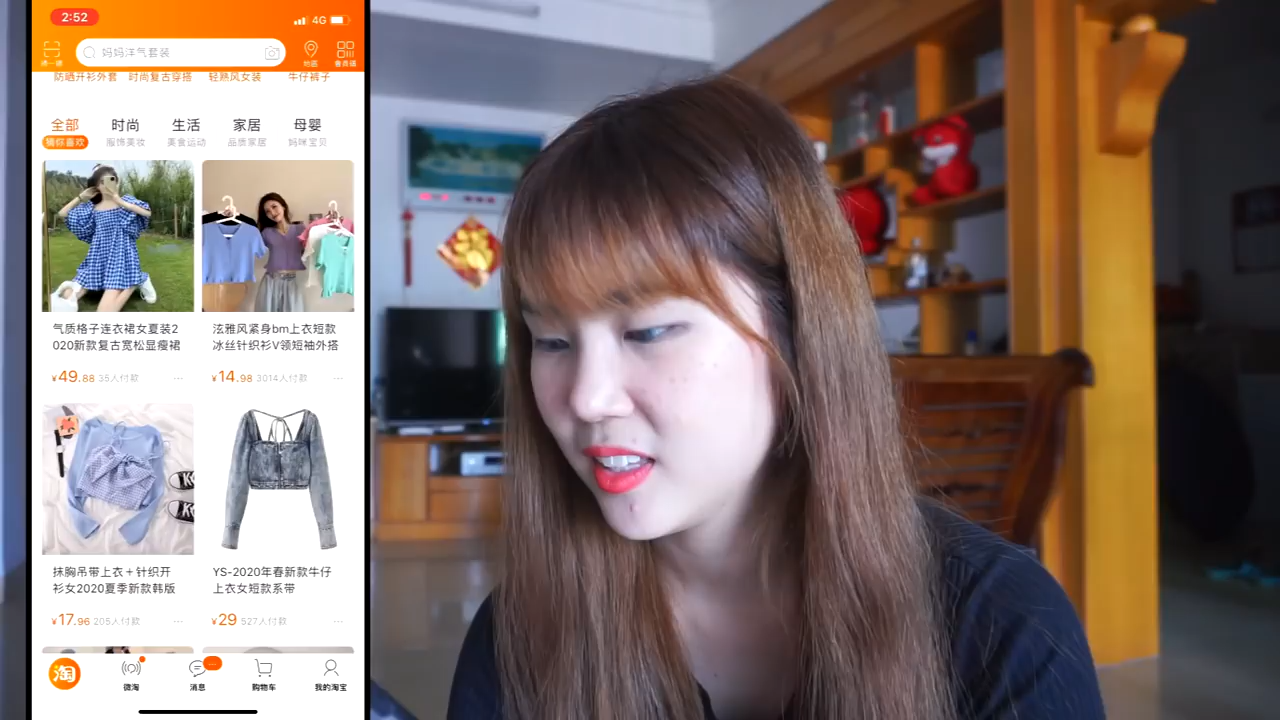 2:52
4G
妈妈洋气套装
扫一扫
地区
会员码
防晒开衫外套 时尚复古穿搭 轻熟风女装 牛仔裤子
全部 时尚 生活 家居 母婴
猜你喜欢 服饰美妆 美食运动 品质家居 妈咪宝贝
气质格子连衣裙女夏装2
020新款复古宽松显瘦裙
¥49.88 35人付款 ...
泫雅风紧身bm上衣短款
冰丝针织衫V领短袖外搭
¥14.98 3014人付款 ...
抹胸吊带上衣+针织开
衫女2020夏季新款韩版
¥17.96 205人付款 ...
YS-2020年春新款牛仔
上衣女短款系带
¥29 527人付款 ...
淘
微淘 消息 购物车 我的淘宝